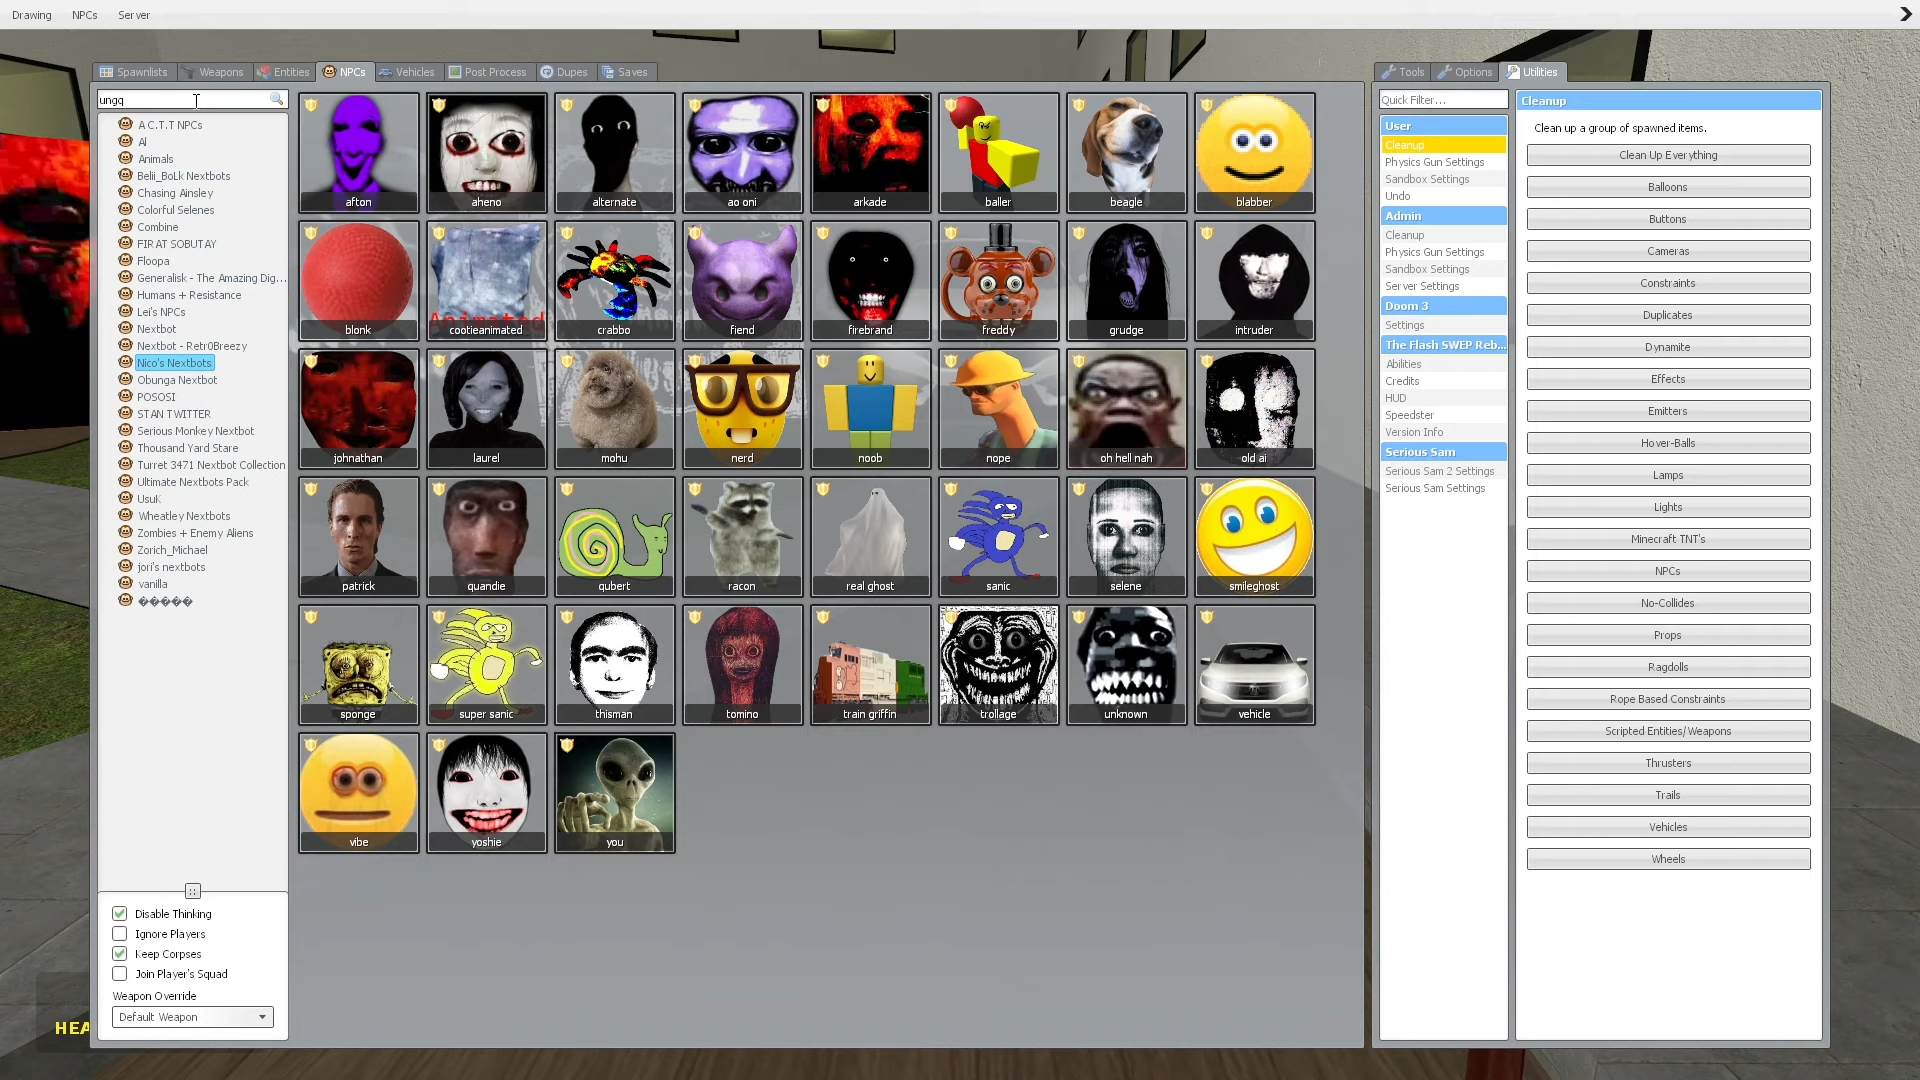 Drawing NPCs Server
Spawnlists Weapons Entities NPCs Vehicles Post Process Dupes Saves
ungq
A.C.T.T NPCs
AI
Animals
Belii_BoLk Nextbots
Chasing Ainsley
Colorful Selenes
Combine
FIRAT SOBUTAY
Floopa
Generalisk - The Amazing Dig...
Humans + Resistance
Lei's NPCs
Nextbot
Nextbot - Retr0Breezy
Nico's Nextbots
Obunga Nextbot
POSOSI
STAN TWITTER
Serious Monkey Nextbot
Thousand Yard Stare
Turret 3471 Nextbot Collection
Ultimate Nextbots Pack
UsuK
Wheatley Nextbots
Zombies + Enemy Aliens
Zorich_Michael
jori's nextbots
vanilla
�����
Disable Thinking
Ignore Players
Keep Corpses
Join Player's Squad
Weapon Override
Default Weapon
HEA
afton aheno alternate ao oni arkade baller beagle blabber
Animated
blonk cootieanimated crabbo fiend firebrand freddy grudge intruder
johnathan laurel mohu nerd noob nope oh hell nah old ai
patrick quandie qubert racon real ghost sanic selene smileghost
sponge super sanic thisman tomino train griffin trollage unknown vehicle
vibe yoshie you
Tools Options Utilities
Quick Filter...
User
Cleanup
Physics Gun Settings
Sandbox Settings
Undo
Admin
Cleanup
Physics Gun Settings
Sandbox Settings
Server Settings
Doom 3
Settings
The Flash SWEP Reb...
Abilities
Credits
HUD
Speedster
Version Info
Serious Sam
Serious Sam 2 Settings
Serious Sam Settings
Cleanup
Clean up a group of spawned items.
Clean Up Everything
Balloons
Buttons
Cameras
Constraints
Duplicates
Dynamite
Effects
Emitters
Hover-Balls
Lamps
Lights
Minecraft TNT's
NPCs
No-Collides
Props
Ragdolls
Rope Based Constraints
Scripted Entities/Weapons
Thrusters
Trails
Vehicles
Wheels